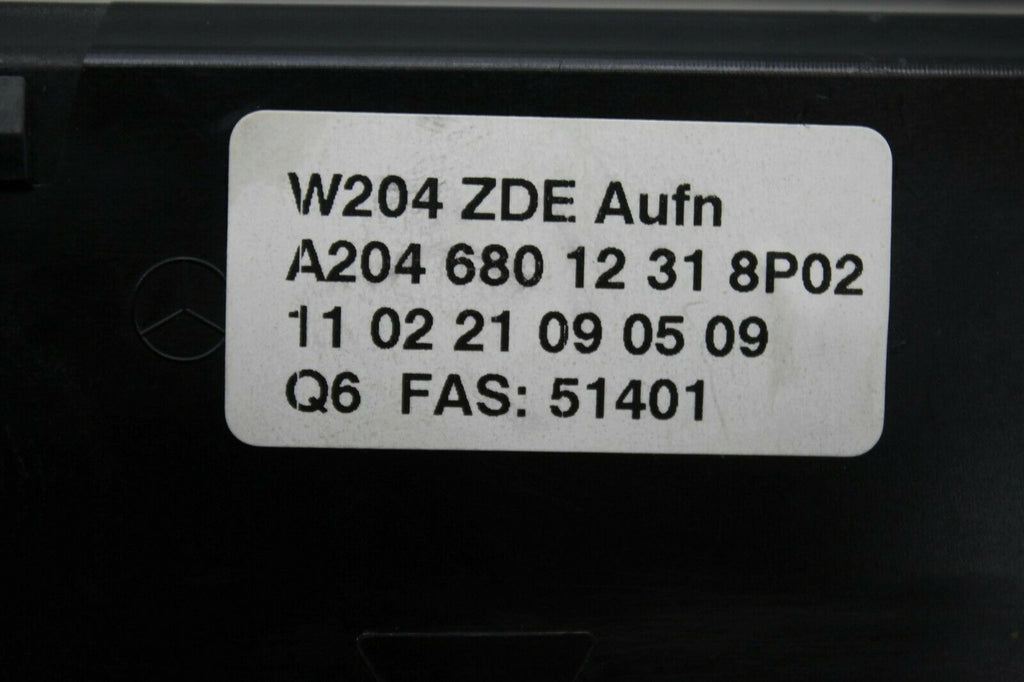 W204 ZDE Aufn
A204 680 12 31 8P02
11 02 21 09 05 09
Q6 FAS: 51401